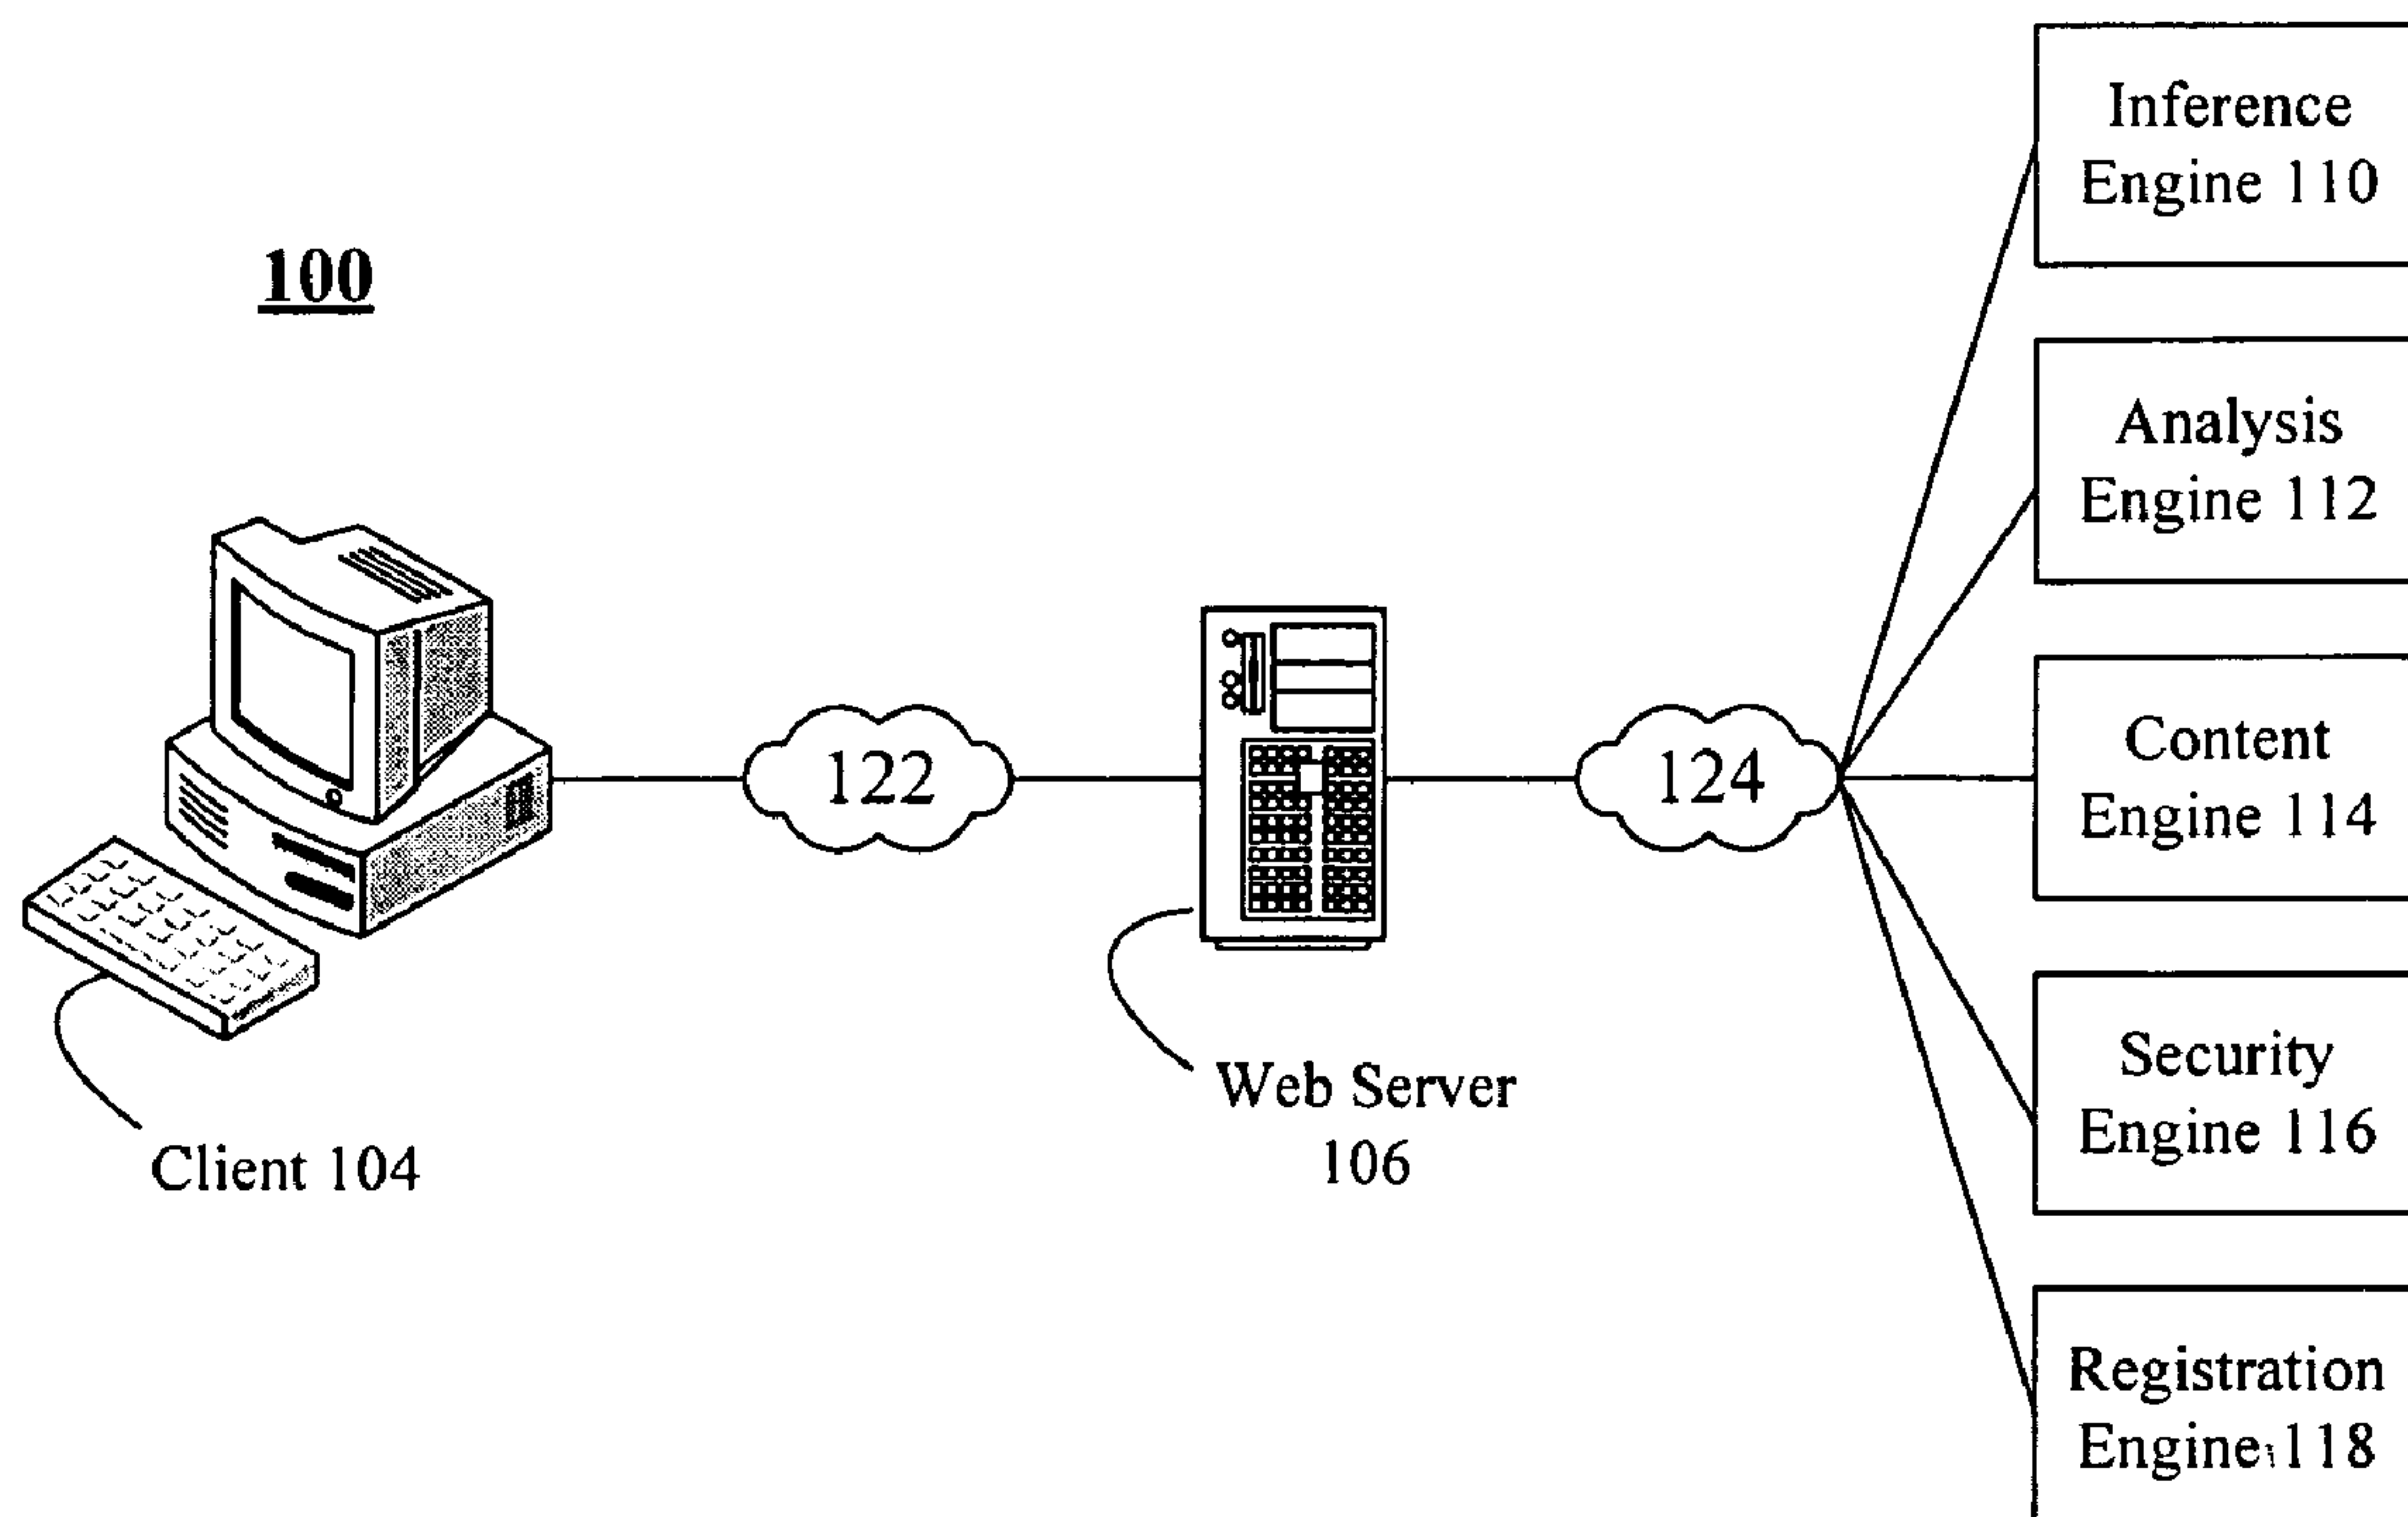 100
Inference
Engine 110
Analysis
Engine 112
122
124
Content
Engine 114
Client 104
Web Server
106
Security
Engine 116
Registration
Engine 118